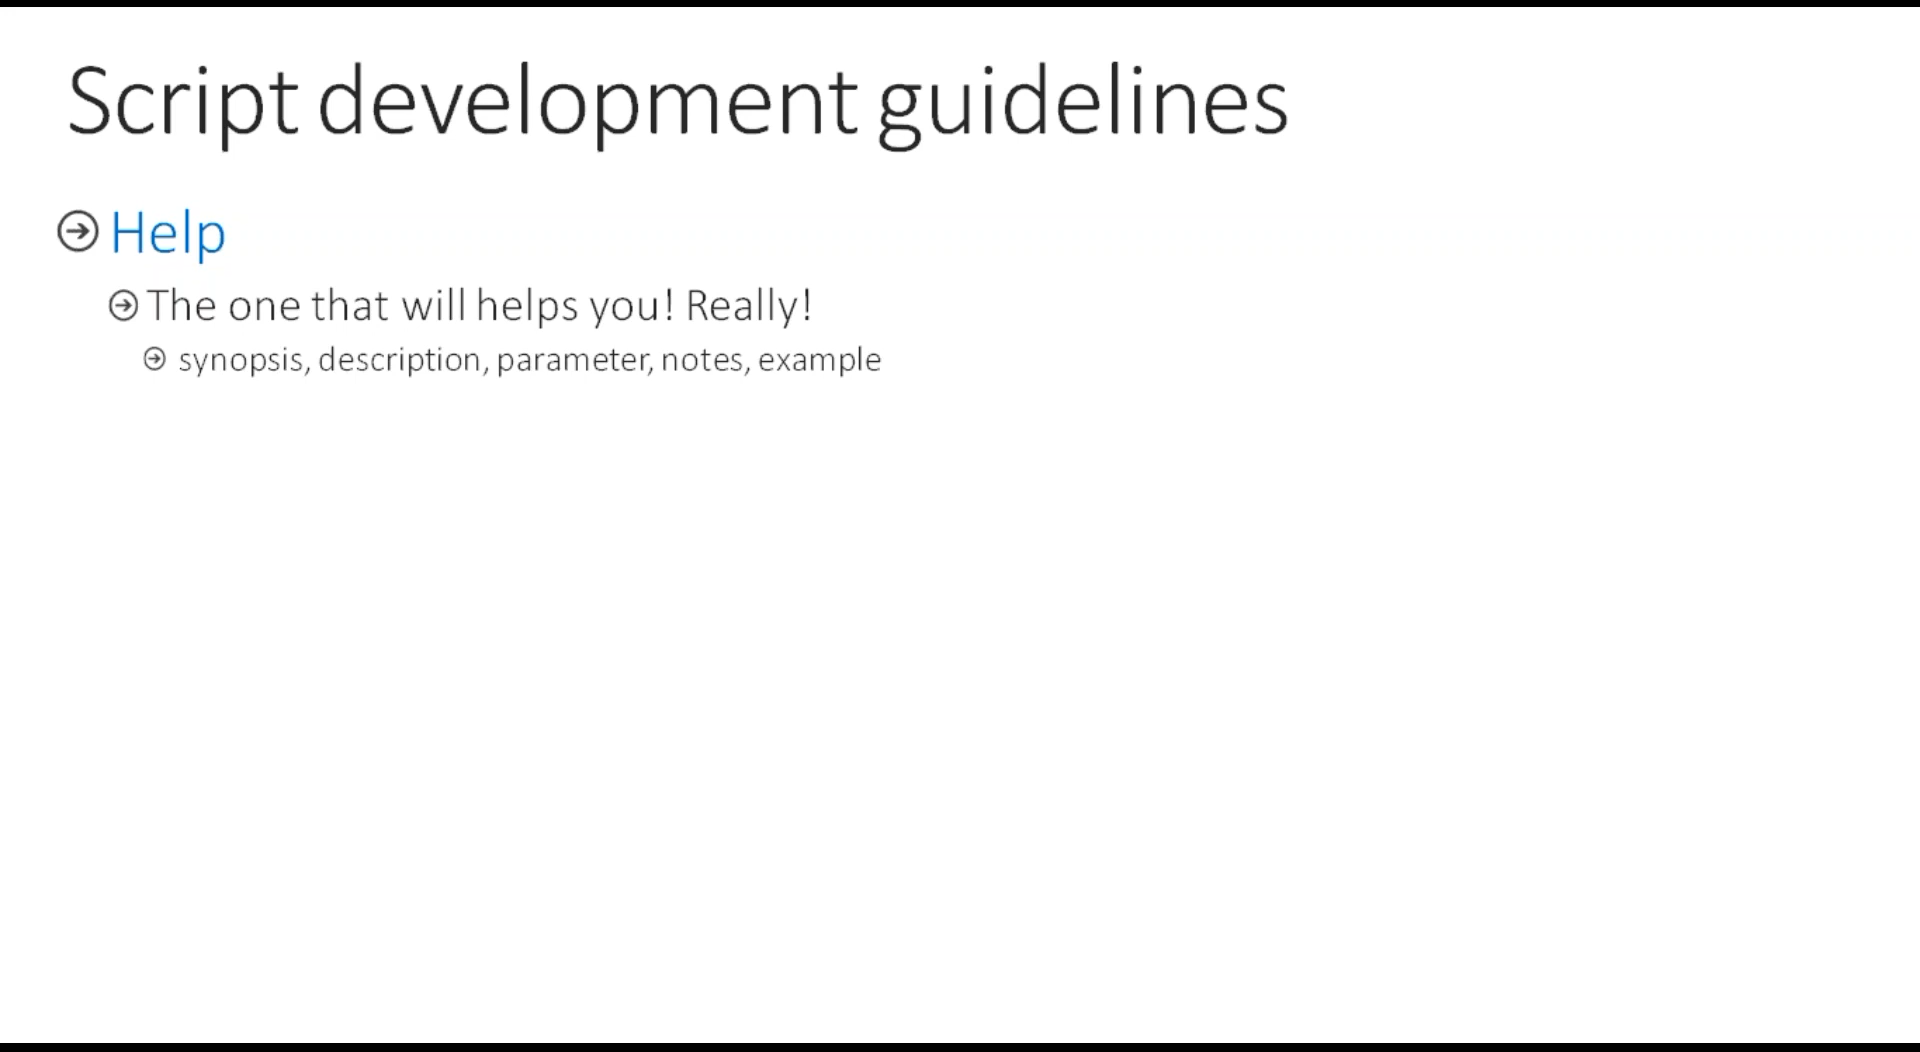 Script development guidelines
Help
The one that will helps you! Really!
synopsis, description, parameter, notes, example